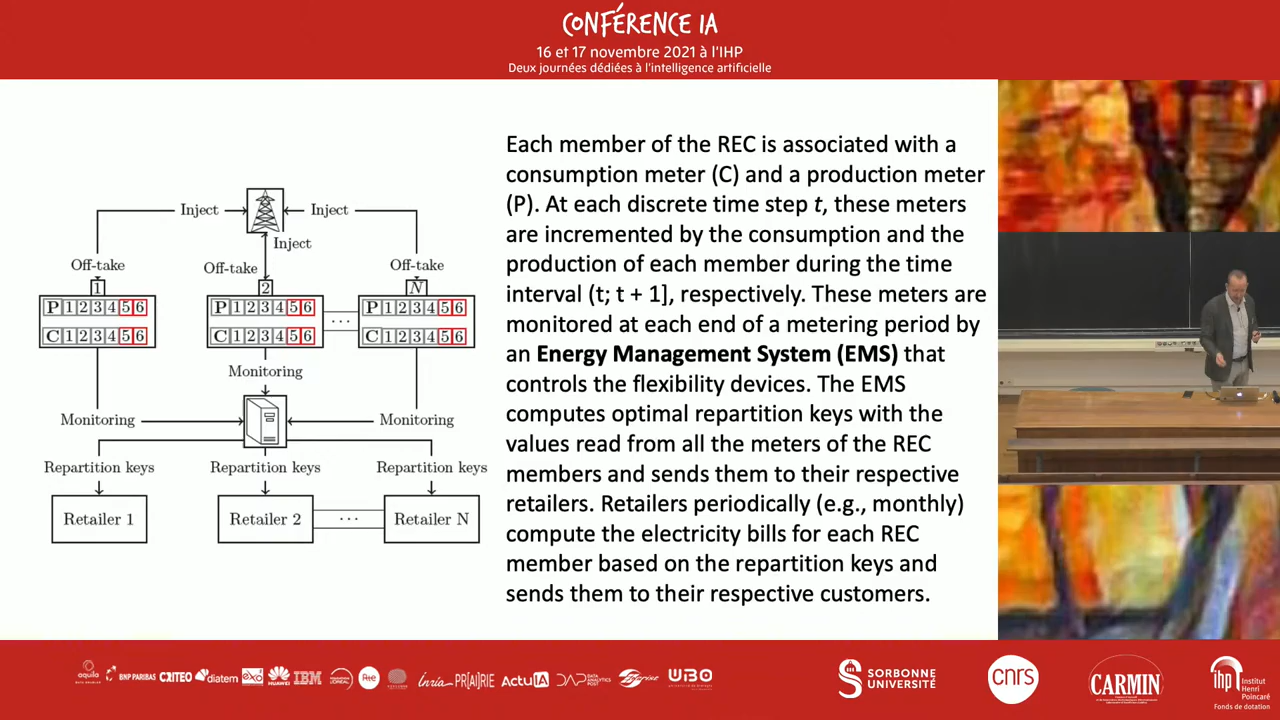 CONFÉRENCE IA
16 et 17 novembre 2021 à l'IHP
Deux journées dédiées à l'intelligence artificielle
Inject
Inject
Inject
Off-take
Off-take
Off-take
1
2
N
P 1 2 3 4 5 6
P 1 2 3 4 5 6
P 1 2 3 4 5 6
C 1 2 3 4 5 6
C 1 2 3 4 5 6
C 1 2 3 4 5 6
...
Monitoring
Monitoring
Monitoring
Repartition keys
Repartition keys
Repartition keys
Retailer 1
Retailer 2
...
Retailer N
Each member of the REC is associated with a
consumption meter (C) and a production meter
(P). At each discrete time step t, these meters
are incremented by the consumption and the
production of each member during the time
interval (t; t + 1], respectively. These meters are
monitored at each end of a metering period by
an Energy Management System (EMS) that
controls the flexibility devices. The EMS
computes optimal repartition keys with the
values read from all the meters of the REC
members and sends them to their respective
retailers. Retailers periodically (e.g., monthly)
compute the electricity bills for each REC
member based on the repartition keys and
sends them to their respective customers.
aquila
BNP PARIBAS
CRITEO
diatem
exo
HUAWEI
IBM
Inria
PR[AI]RIE
ActuIA
DAP DATA ANALYTICS POST
WIBO
SORBONNE
UNIVERSITÉ
cnrs
CARMIN
ihp
Institut
Henri
Poincaré
Fonds de dotation